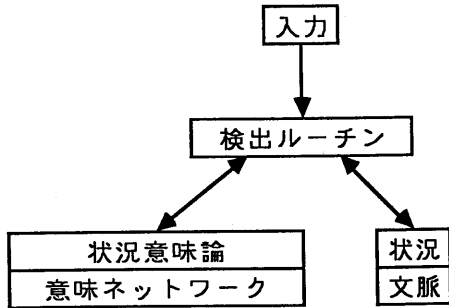 入力
検出ルーチン
状況意味論
意味ネットワーク
状況
文脈